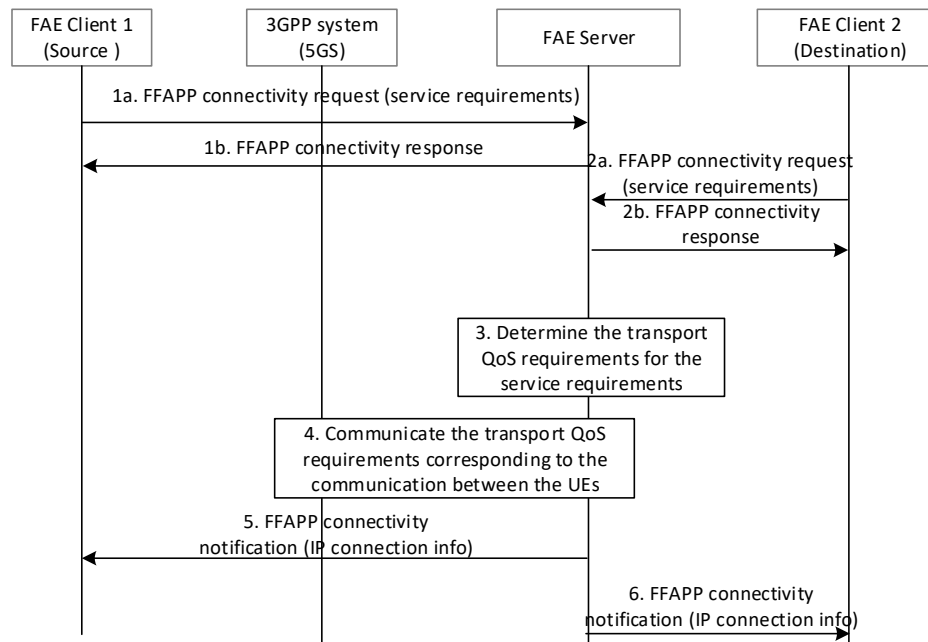 FAE Client 1
(Source )
3GPP system
(5GS)
FAE Server
FAE Client 2
(Destination)
1a. FFAPP connectivity request (service requirements)
1b. FFAPP connectivity response
2a. FFAPP connectivity request
(service requirements)
2b. FFAPP connectivity
response
3. Determine the transport
QoS requirements for the
service requirements
4. Communicate the transport QoS
requirements corresponding to the
communication between the UEs
5. FFAPP connectivity
notification (IP connection info)
6. FFAPP connectivity
notification (IP connection info)